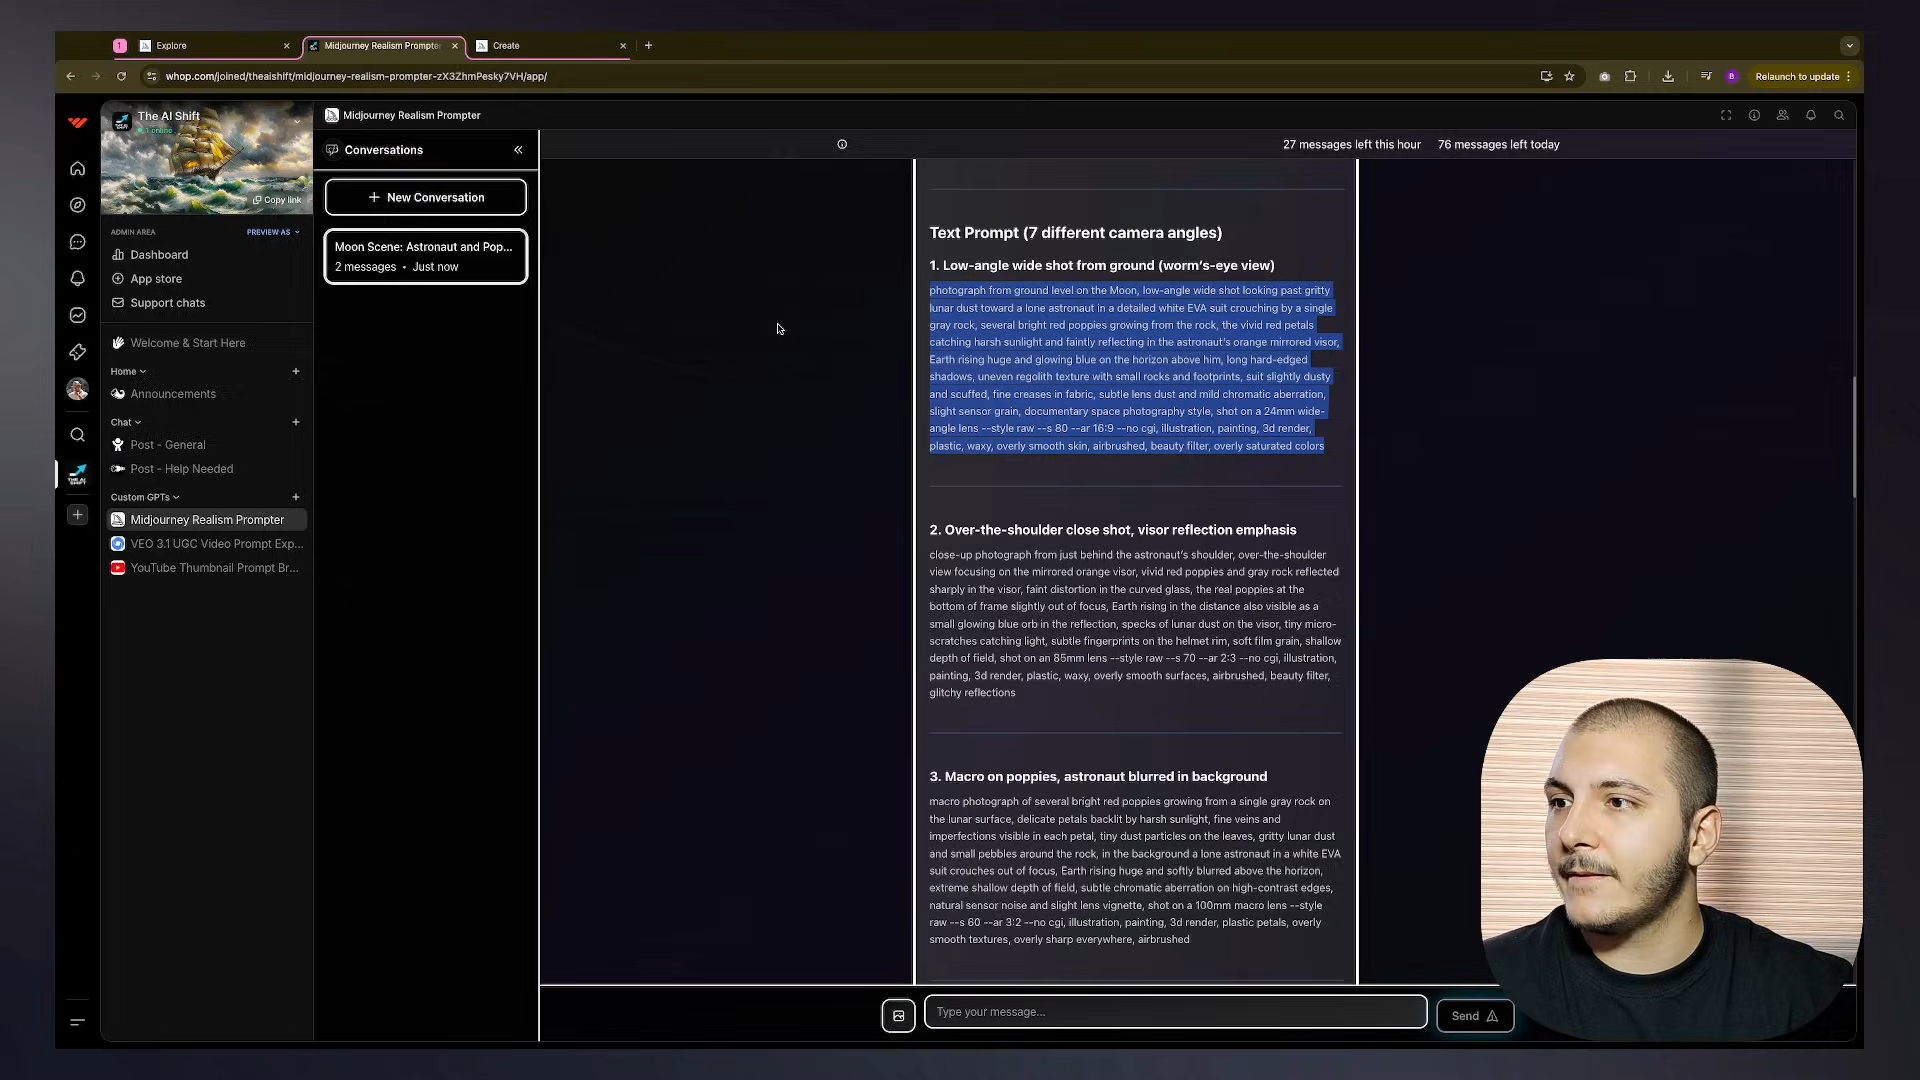 1
Explore
Midjourney Realism Prompter
Create
whop.com/joined/theaishift/midjourney-realism-prompter-zX3ZhmPesky7VH/app/
B
Relaunch to update
The AI Shift
1 online
Copy link
Midjourney Realism Prompter
Conversations
27 messages left this hour
76 messages left today
New Conversation
Moon Scene: Astronaut and Pop...
2 messages • Just now
ADMIN AREA
PREVIEW AS
Dashboard
App store
Support chats
Welcome & Start Here
Home
Announcements
Chat
Post - General
Post - Help Needed
Custom GPTs
Midjourney Realism Prompter
VEO 3.1 UGC Video Prompt Exp...
YouTube Thumbnail Prompt Br...
THE AI
SHIFT
Text Prompt (7 different camera angles)
1. Low-angle wide shot from ground (worm's-eye view)
photograph from ground level on the Moon, low-angle wide shot looking past gritty
lunar dust toward a lone astronaut in a detailed white EVA suit crouching by a single
gray rock, several bright red poppies growing from the rock, the vivid red petals
catching harsh sunlight and faintly reflecting in the astronaut's orange mirrored visor,
Earth rising huge and glowing blue on the horizon above him, long hard-edged
shadows, uneven regolith texture with small rocks and footprints, suit slightly dusty
and scuffed, fine creases in fabric, subtle lens dust and mild chromatic aberration,
slight sensor grain, documentary space photography style, shot on a 24mm wide-
angle lens --style raw --s 80 --ar 16:9 --no cgi, illustration, painting, 3d render,
plastic, waxy, overly smooth skin, airbrushed, beauty filter, overly saturated colors
2. Over-the-shoulder close shot, visor reflection emphasis
close-up photograph from just behind the astronaut's shoulder, over-the-shoulder
view focusing on the mirrored orange visor, vivid red poppies and gray rock reflected
sharply in the visor, faint distortion in the curved glass, the real poppies at the
bottom of frame slightly out of focus, Earth rising in the distance also visible as a
small glowing blue orb in the reflection, specks of lunar dust on the visor, tiny micro-
scratches catching light, subtle fingerprints on the helmet rim, soft film grain, shallow
depth of field, shot on an 85mm lens --style raw --s 70 --ar 2:3 --no cgi, illustration,
painting, 3d render, plastic, waxy, overly smooth surfaces, airbrushed, beauty filter,
glitchy reflections
3. Macro on poppies, astronaut blurred in background
macro photograph of several bright red poppies growing from a single gray rock on
the lunar surface, delicate petals backlit by harsh sunlight, fine veins and
imperfections visible in each petal, tiny dust particles on the leaves, gritty lunar dust
and small pebbles around the rock, in the background a lone astronaut in a white EVA
suit crouches out of focus, Earth rising huge and softly blurred above the horizon,
extreme shallow depth of field, subtle chromatic aberration on high-contrast edges,
natural sensor noise and slight lens vignette, shot on a 100mm macro lens --style
raw --s 60 --ar 3:2 --no cgi, illustration, painting, 3d render, plastic petals, overly
smooth textures, overly sharp everywhere, airbrushed
Type your message...
Send